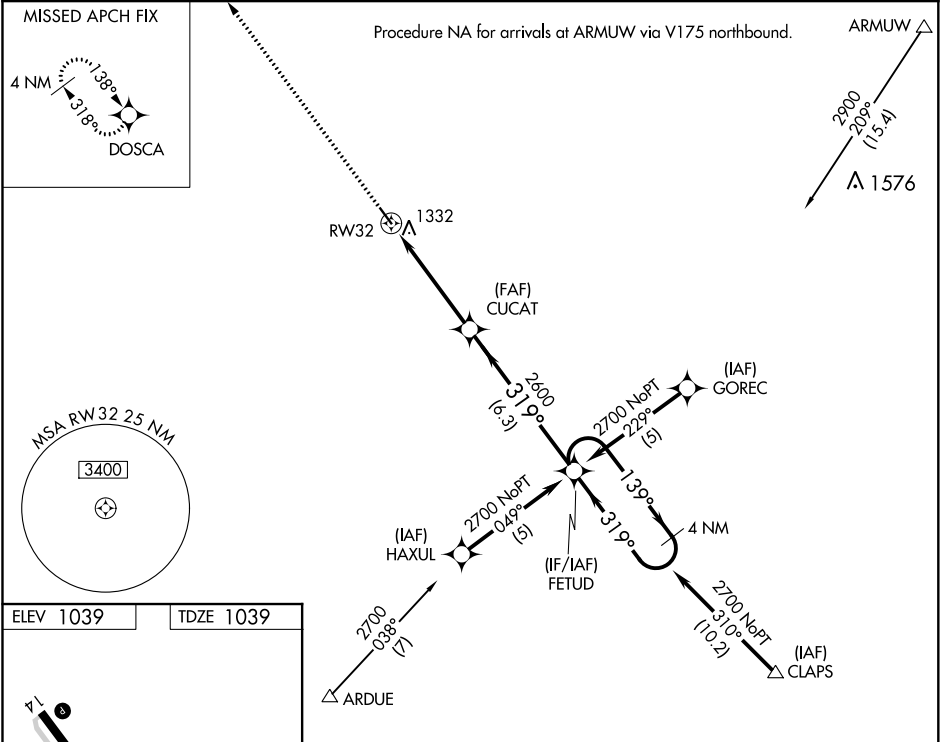 MISSED APCH FIX
4 NM
138°
318°
DOSCA
Procedure NA for arrivals at ARMUW via V175 northbound.
ARMUW
2900
209°
(15.4)
1576
RW32
1332
(FAF)
CUCAT
2600
319°
(6.3)
(IAF)
GOREC
2700 NoPT
229°
(5)
MSA RW32 25 NM
3400
2700 NoPT
049°
(5)
(IAF)
HAXUL
139°
319°
4 NM
(IF/IAF)
FETUD
2700 NoPT
310°
(10.2)
(IAF)
CLAPS
2700
038°
(7)
ARDUE
ELEV 1039
TDZE 1039
14
P